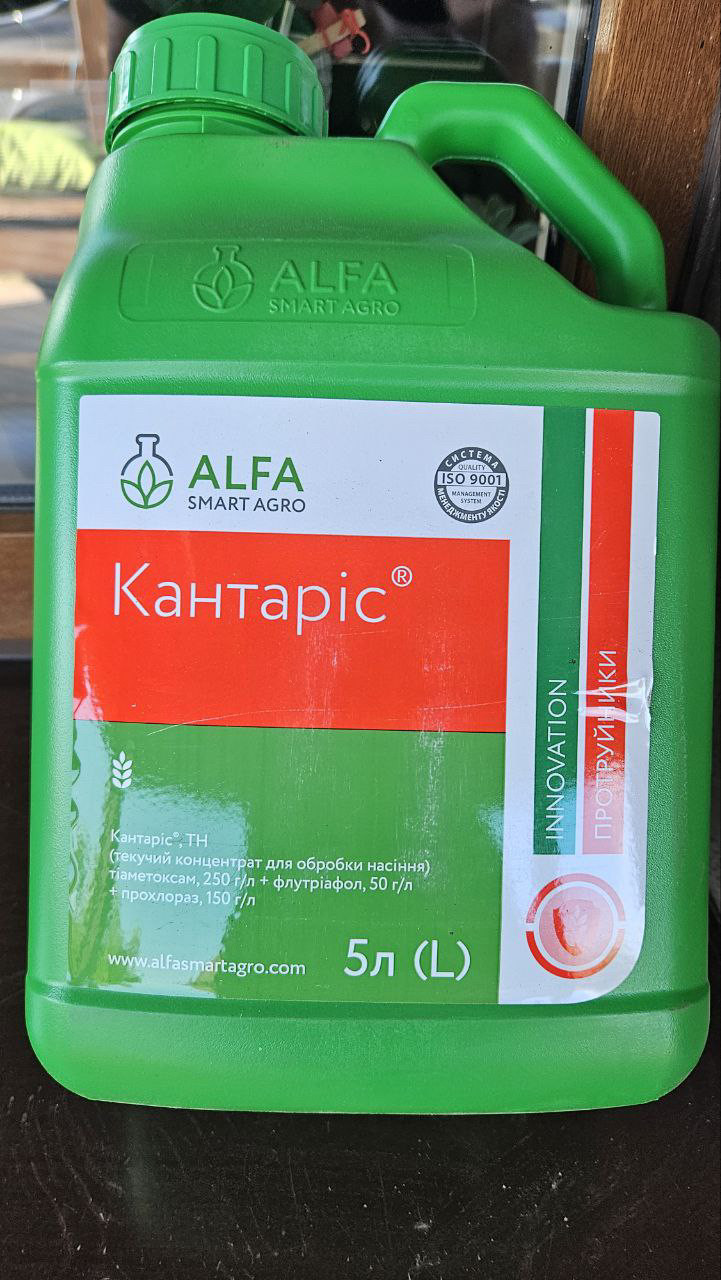 ALFA
SMART AGRO
ALFA
SMART AGRO
СИСТЕМА
QUALITY
ISO 9001
MANAGEMENT
SYSTEM
МЕНЕДЖМЕНТУ ЯКОСТІ
Кантаріс®
INNOVATION
ПРОТРУЙНИКИ
Кантаріс®, ТН
(текучий концентрат для обробки насіння)
тіаметоксам, 250 г/л + флутріафол, 50 г/л
+ прохлораз, 150 г/л
www.alfasmartagro.com
5л (L)